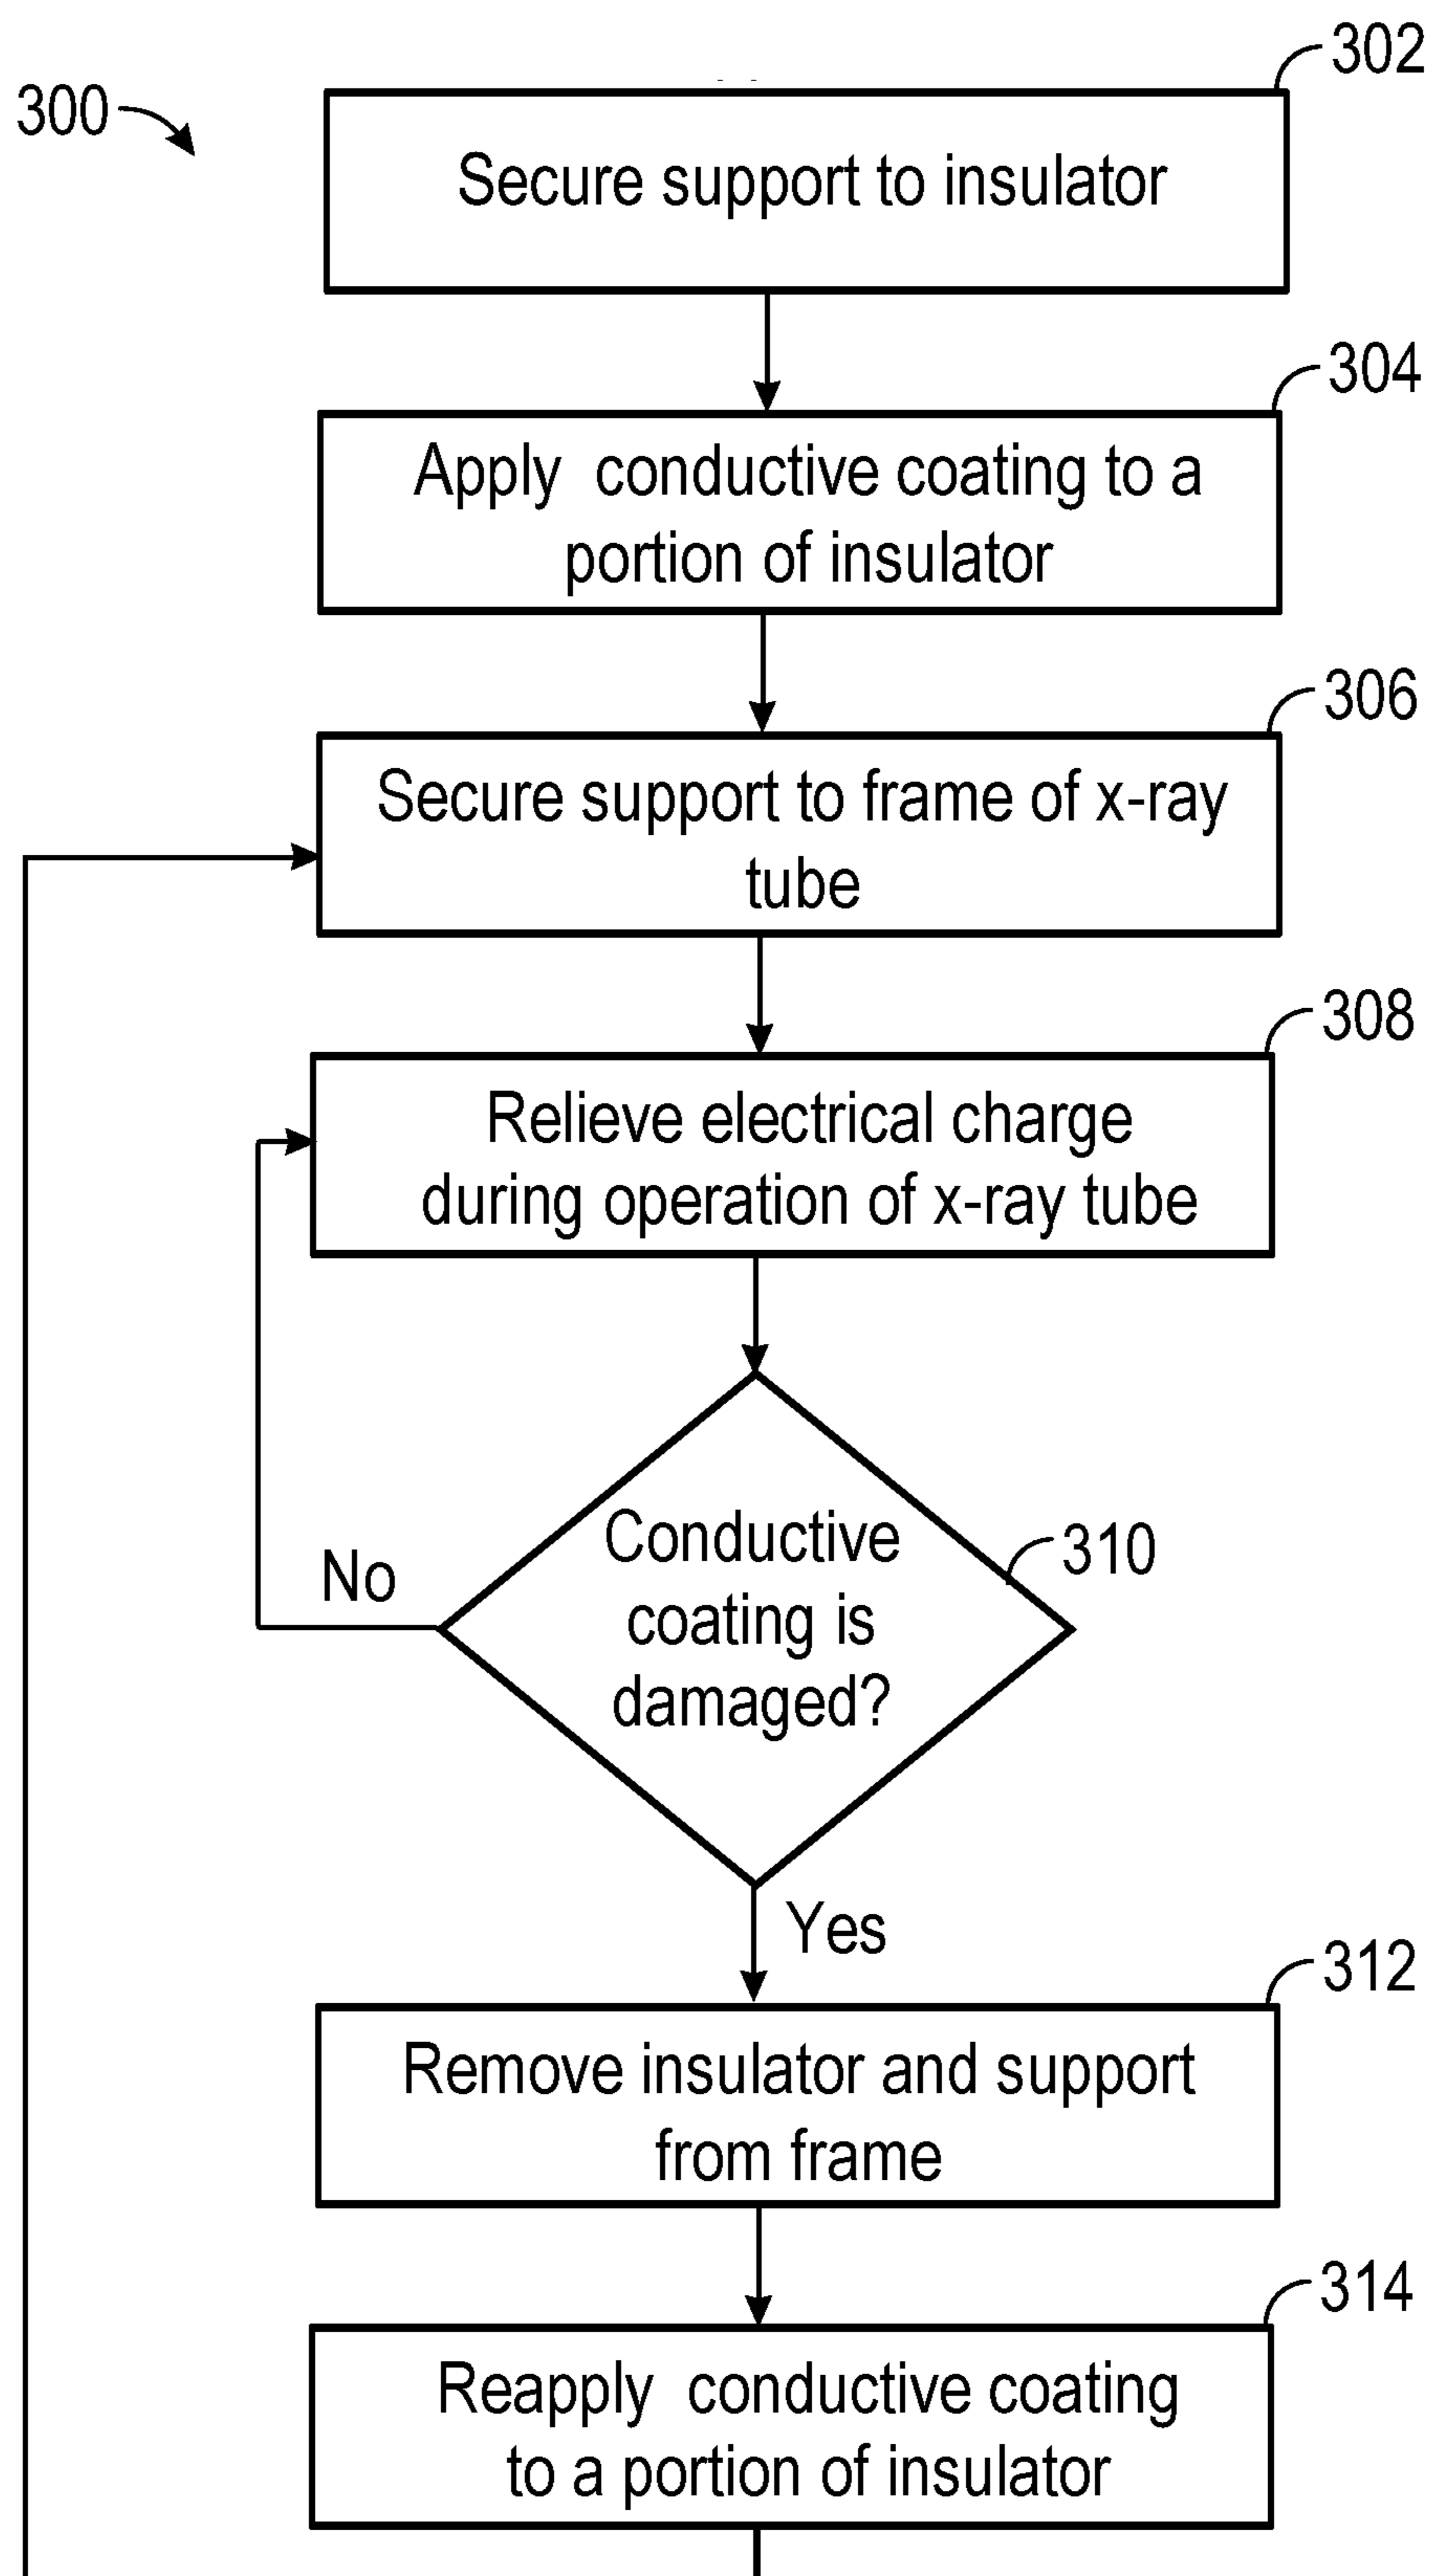 300
302
Secure support to insulator
304
Apply conductive coating to a
portion of insulator
306
Secure support to frame of x-ray
tube
308
Relieve electrical charge
during operation of x-ray tube
310
Conductive
coating is
damaged?
No
Yes
312
Remove insulator and support
from frame
314
Reapply conductive coating
to a portion of insulator